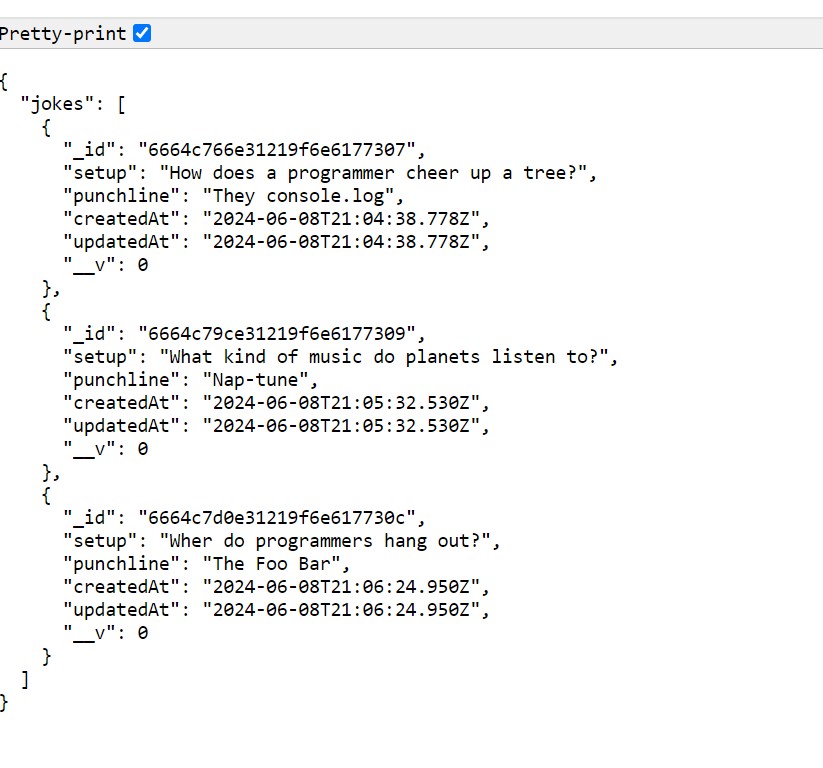 Pretty-print
{
  "jokes": [
    {
      "_id": "6664c766e31219f6e6177307",
      "setup": "How does a programmer cheer up a tree?",
      "punchline": "They console.log",
      "createdAt": "2024-06-08T21:04:38.778Z",
      "updatedAt": "2024-06-08T21:04:38.778Z",
      "__v": 0
    },
    {
      "_id": "6664c79ce31219f6e6177309",
      "setup": "What kind of music do planets listen to?",
      "punchline": "Nap-tune",
      "createdAt": "2024-06-08T21:05:32.530Z",
      "updatedAt": "2024-06-08T21:05:32.530Z",
      "__v": 0
    },
    {
      "_id": "6664c7d0e31219f6e617730c",
      "setup": "Wher do programmers hang out?",
      "punchline": "The Foo Bar",
      "createdAt": "2024-06-08T21:06:24.950Z",
      "updatedAt": "2024-06-08T21:06:24.950Z",
      "__v": 0
    }
  ]
}